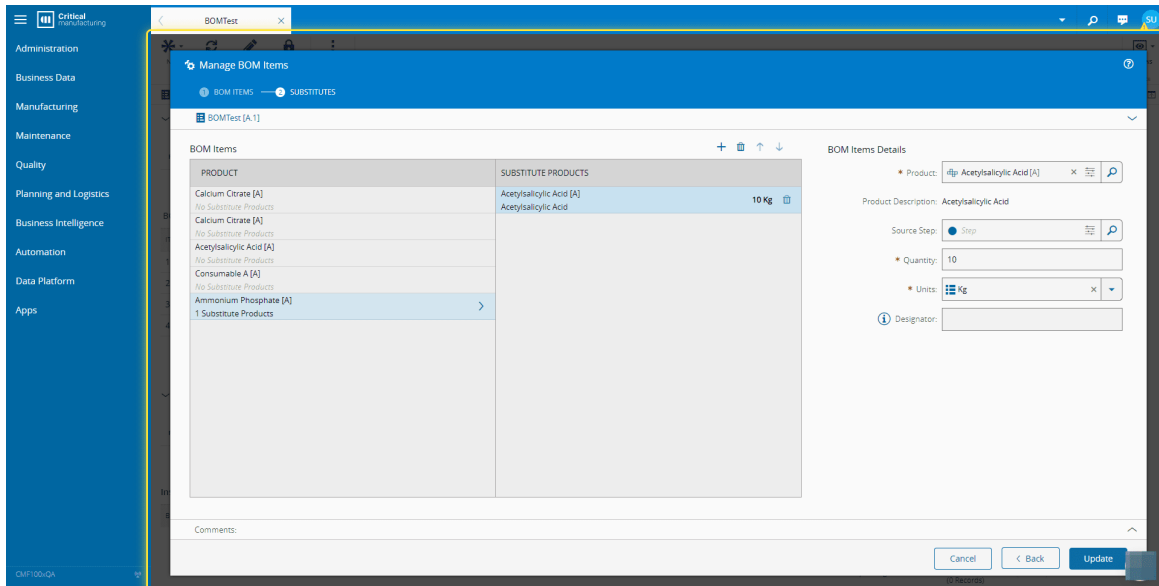 Critical
manufacturing
BOMTest
SU
Administration
Business Data
Manufacturing
Maintenance
Quality
Planning and Logistics
Business Intelligence
Automation
Data Platform
Apps
CMF100xQA
Manage BOM Items
1 BOM ITEMS 2 SUBSTITUTES
BOMTest [A.1]
BOM Items
PRODUCT
SUBSTITUTE PRODUCTS
Calcium Citrate [A]
No Substitute Products
Calcium Citrate [A]
No Substitute Products
Acetylsalicylic Acid [A]
No Substitute Products
Consumable A [A]
No Substitute Products
Ammonium Phosphate [A]
1 Substitute Products
Acetylsalicylic Acid [A]
Acetylsalicylic Acid
10 Kg
BOM Items Details
* Product: Acetylsalicylic Acid [A]
Product Description: Acetylsalicylic Acid
Source Step: Step
* Quantity: 10
* Units: Kg
Designator:
Comments:
Cancel
Back
Update
(0 Records)